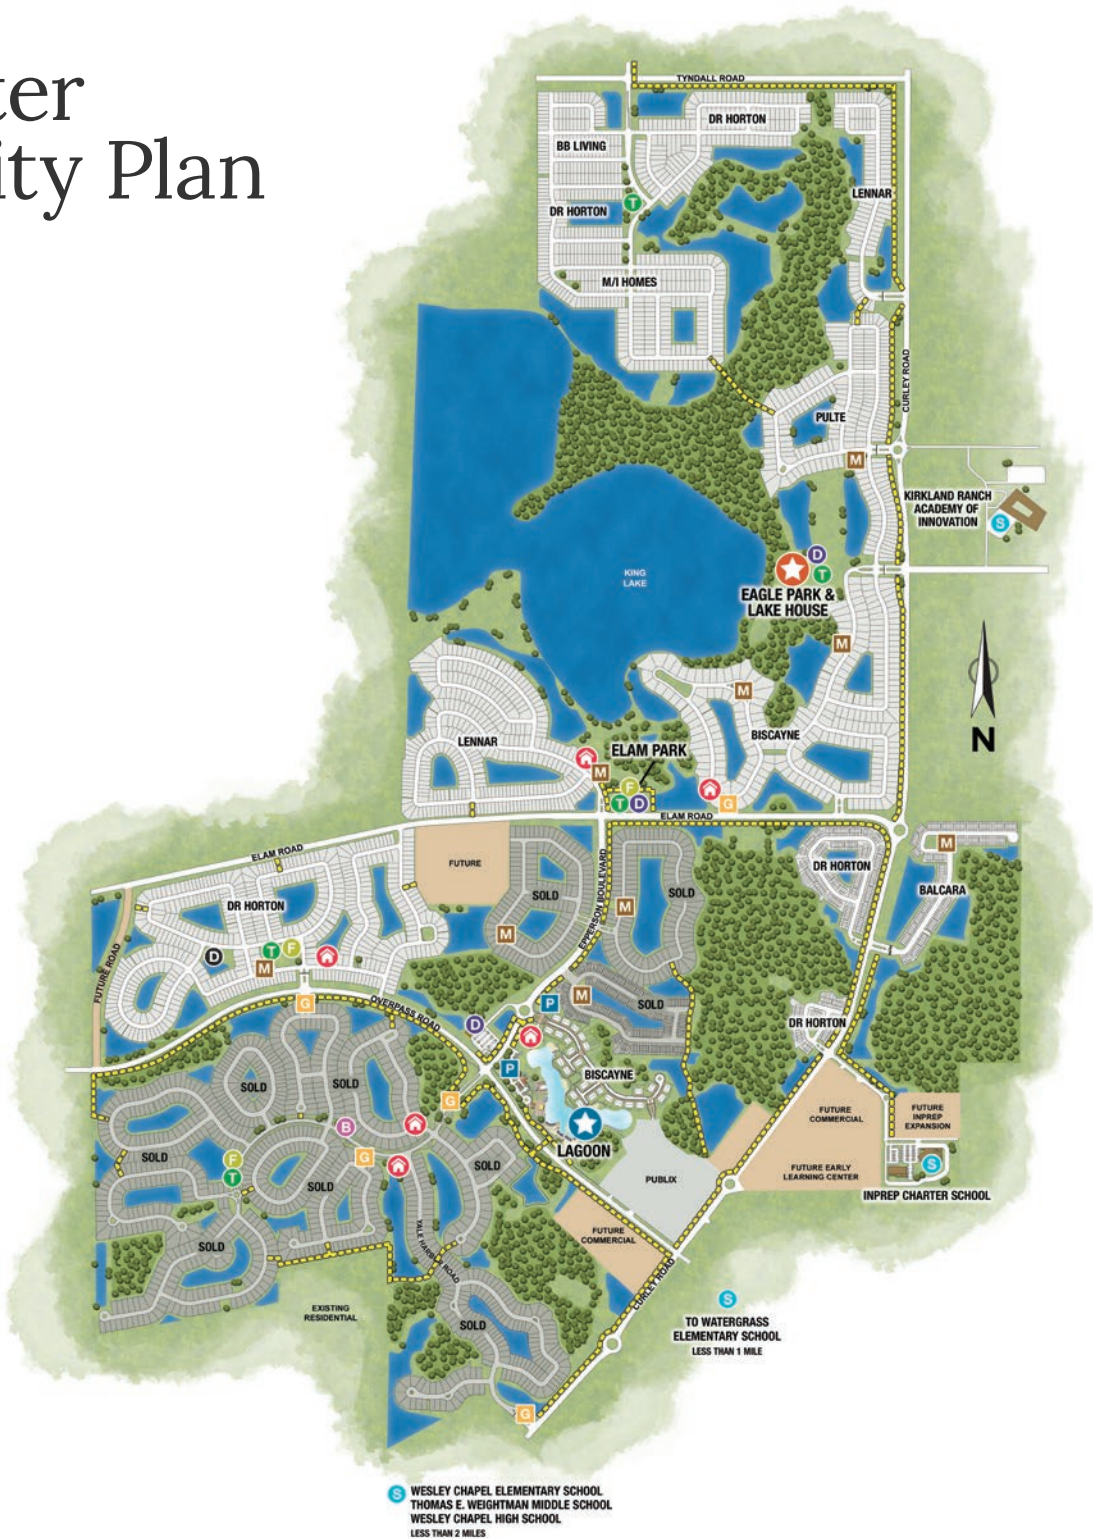 ter
ity Plan
TYNDALL ROAD
DR HORTON
BB LIVING
LENNAR
DR HORTON
T
M/I HOMES
CURLEY ROAD
PULTE
M
KIRKLAND RANCH
ACADEMY OF
INNOVATION
S
KING
LAKE
D
T
EAGLE PARK &
LAKE HOUSE
M
M
N
LENNAR
BISCAYNE
ELAM PARK
M
F
T
D
G
ELAM ROAD
ELAM ROAD
FUTURE
SOLD
SOLD
DR HORTON
M
BALCARA
DR HORTON
EPPERSON BOULEVARD
M
M
D
T
F
M
FUTURE ROAD
G
OVERPASS ROAD
P
M
SOLD
D
DR HORTON
P
BISCAYNE
SOLD
SOLD
G
B
LAGOON
FUTURE
COMMERCIAL
FUTURE
INPREP
EXPANSION
SOLD
F
T
G
SOLD
SOLD
PUBLIX
FUTURE EARLY
LEARNING CENTER
S
INPREP CHARTER SCHOOL
SOLD
YALE HARBOR ROAD
FUTURE
COMMERCIAL
CURLEY ROAD
EXISTING
RESIDENTIAL
SOLD
S
TO WATERGRASS
ELEMENTARY SCHOOL
LESS THAN 1 MILE
G
S
WESLEY CHAPEL ELEMENTARY SCHOOL
THOMAS E. WEIGHTMAN MIDDLE SCHOOL
WESLEY CHAPEL HIGH SCHOOL
LESS THAN 2 MILES